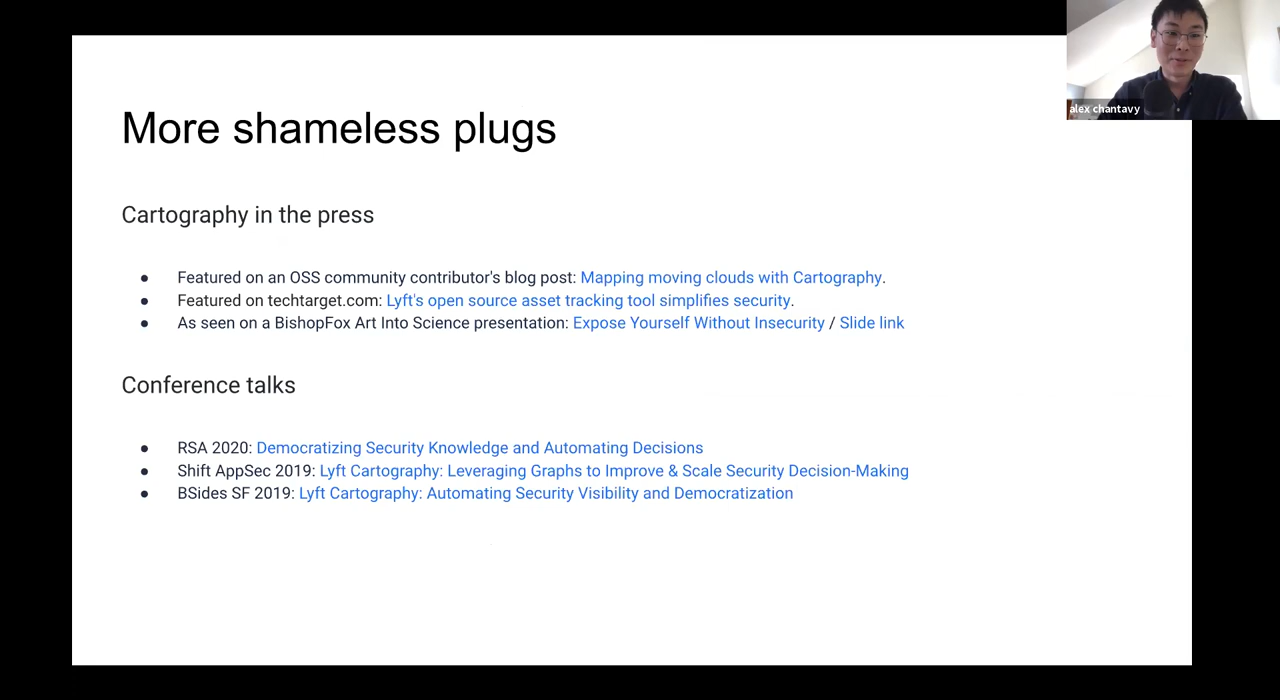 alex chantavy
More shameless plugs
Cartography in the press
● Featured on an OSS community contributor's blog post: Mapping moving clouds with Cartography.
● Featured on techtarget.com: Lyft's open source asset tracking tool simplifies security.
● As seen on a BishopFox Art Into Science presentation: Expose Yourself Without Insecurity / Slide link
Conference talks
● RSA 2020: Democratizing Security Knowledge and Automating Decisions
● Shift AppSec 2019: Lyft Cartography: Leveraging Graphs to Improve & Scale Security Decision-Making
● BSides SF 2019: Lyft Cartography: Automating Security Visibility and Democratization